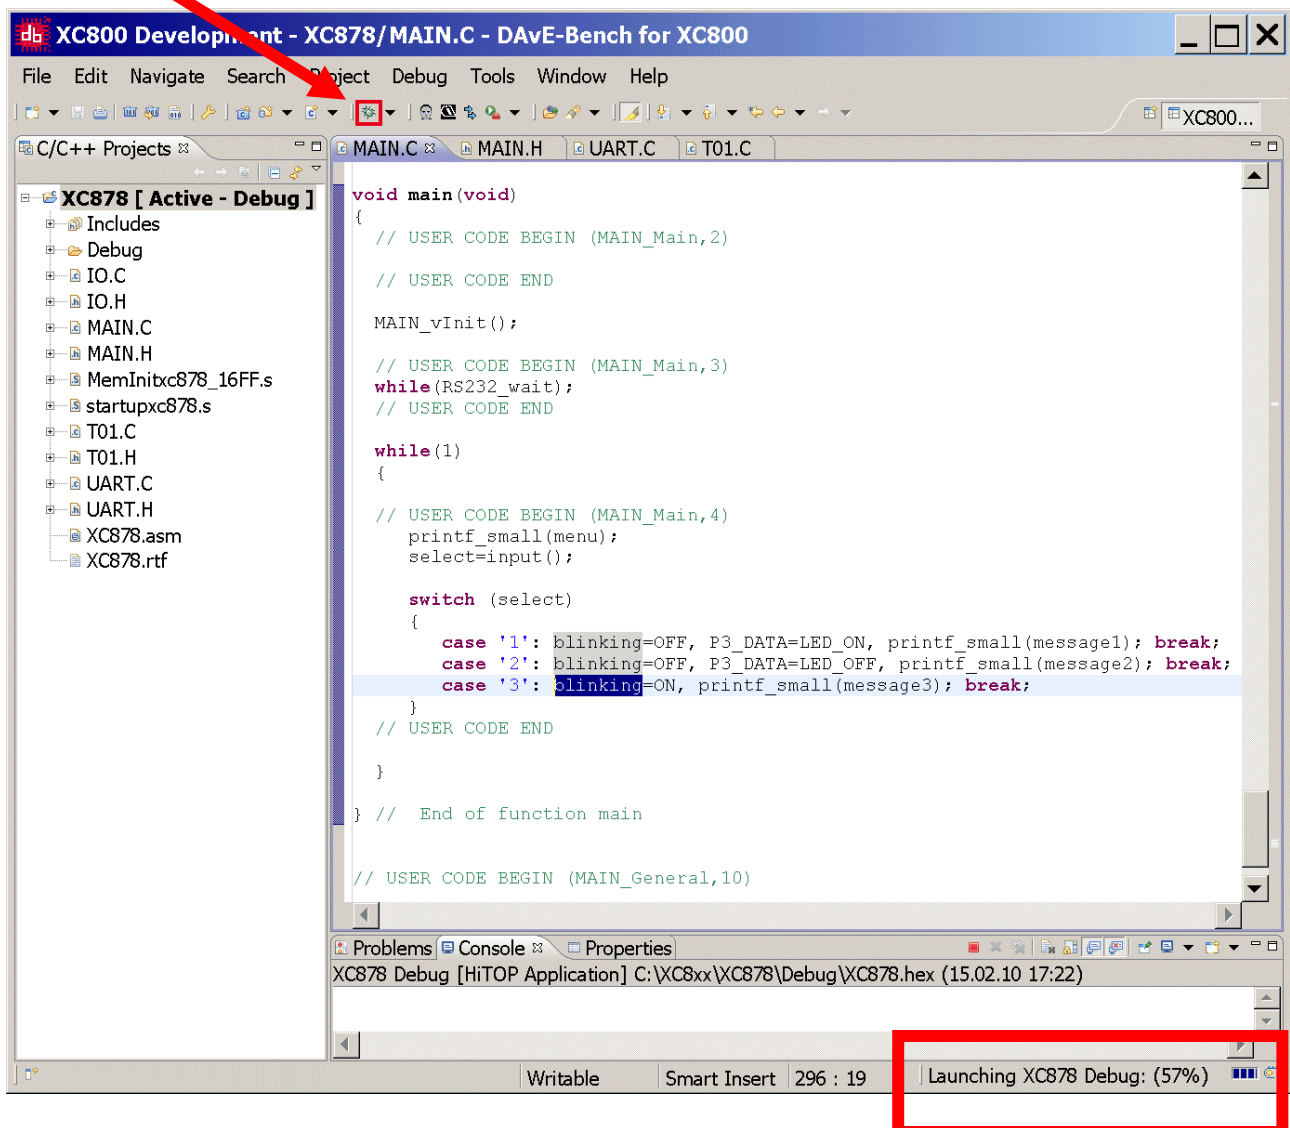 XC800 Development - XC878/MAIN.C - DAvE-Bench for XC800
File Edit Navigate Search Project Debug Tools Window Help
XC800...
C/C++ Projects
MAIN.C MAIN.H UART.C T01.C
XC878 [ Active - Debug ]
Includes
Debug
IO.C
IO.H
MAIN.C
MAIN.H
MemInitxc878_16FF.s
startupxc878.s
T01.C
T01.H
UART.C
UART.H
XC878.asm
XC878.rtf
void main(void)
{
// USER CODE BEGIN (MAIN_Main,2)
// USER CODE END
MAIN_vInit();
// USER CODE BEGIN (MAIN_Main,3)
while(RS232_wait);
// USER CODE END
while(1)
{
// USER CODE BEGIN (MAIN_Main,4)
printf_small(menu);
select=input();
switch (select)
{
case '1': blinking=OFF, P3_DATA=LED_ON, printf_small(message1); break;
case '2': blinking=OFF, P3_DATA=LED_OFF, printf_small(message2); break;
case '3': blinking=ON, printf_small(message3); break;
}
// USER CODE END
}
} // End of function main
// USER CODE BEGIN (MAIN_General,10)
Problems Console Properties
XC878 Debug [HiTOP Application] C:\XC8xx\XC878\Debug\XC878.hex (15.02.10 17:22)
Writable Smart Insert 296 : 19 Launching XC878 Debug: (57%)